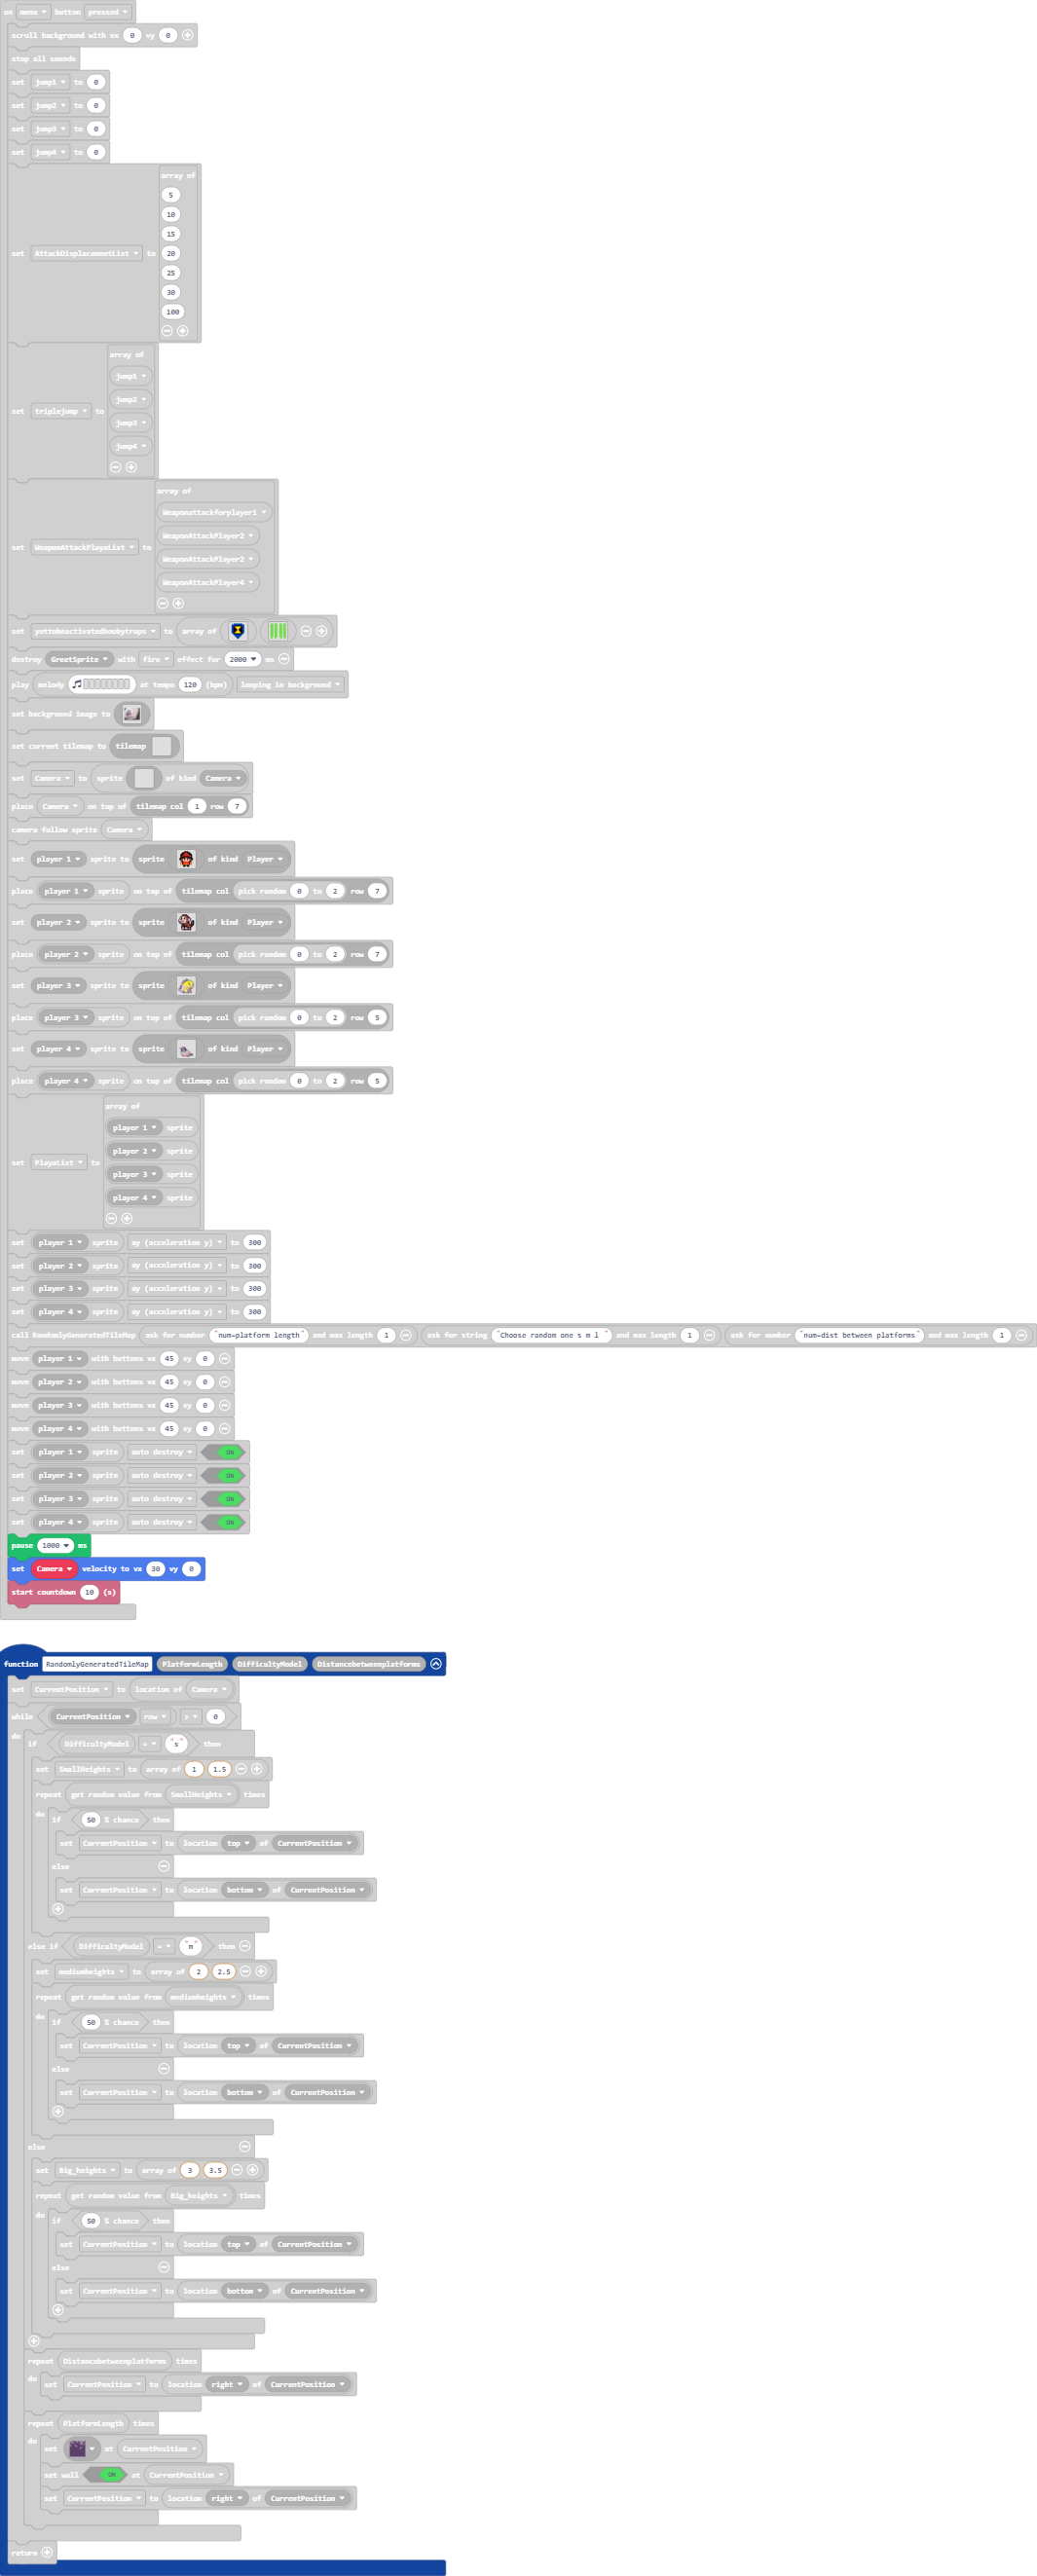 on menu button pressed
scroll background with vx 0 vy 0
stop all sounds
set jump1 to 0
set jump2 to 0
set jump3 to 0
set jump4 to 0
array of
5
10
15
20
25
30
100
set AttackDisplacementList to
array of
jump1
jump2
jump3
jump4
set triplejump to
array of
Weaponattackforplayer1
WeaponAttackPlayer2
WeaponAttackPlayer2
WeaponAttackPlayer4
set WeaponAttackPlayaList to
set yettobeactivatedboobytraps to array of
destroy GreetSprite with fire effect for 2000 ms
play melody at tempo 120 (bpm) looping in background
set background image to
set current tilemap to tilemap
set Camera to sprite of kind Camera
place Camera on top of tilemap col 1 row 7
camera follow sprite Camera
set player 1 sprite to sprite of kind Player
place player 1 sprite on top of tilemap col pick random 0 to 2 row 7
set player 2 sprite to sprite of kind Player
place player 2 sprite on top of tilemap col pick random 0 to 2 row 7
set player 3 sprite to sprite of kind Player
place player 3 sprite on top of tilemap col pick random 0 to 2 row 5
set player 4 sprite to sprite of kind Player
place player 4 sprite on top of tilemap col pick random 0 to 2 row 5
array of
player 1 sprite
player 2 sprite
player 3 sprite
player 4 sprite
set PlayaList to
set player 1 sprite ay (acceleration y) to 300
set player 2 sprite ay (acceleration y) to 300
set player 3 sprite ay (acceleration y) to 300
set player 4 sprite ay (acceleration y) to 300
call RandomlyGeneratedTileMap ask for number "num=platform length" and max length 1 ask for string "Choose random one s m l " and max length 1 ask for number "num=dist between platforms" and max length 1
move player 1 with buttons vx 45 vy 0
move player 2 with buttons vx 45 vy 0
move player 3 with buttons vx 45 vy 0
move player 4 with buttons vx 45 vy 0
set player 1 sprite auto destroy ON
set player 2 sprite auto destroy ON
set player 3 sprite auto destroy ON
set player 4 sprite auto destroy ON
pause 1000 ms
set Camera velocity to vx 30 vy 0
start countdown 10 (s)
function RandomlyGeneratedTileMap PlatformLength DifficultyModel Distancebetweenplatforms
set CurrentPosition to location of Camera
while CurrentPosition row > 0
do if DifficultyModel = "s" then
set SmallHeights to array of 1 1.5
repeat get random value from SmallHeights times
do if 50 % chance then
set CurrentPosition to location top of CurrentPosition
else
set CurrentPosition to location bottom of CurrentPosition
else if DifficultyModel = "m" then
set mediumheights to array of 2 2.5
repeat get random value from mediumheights times
do if 50 % chance then
set CurrentPosition to location top of CurrentPosition
else
set CurrentPosition to location bottom of CurrentPosition
else
set Big_heights to array of 3 3.5
repeat get random value from Big_heights times
do if 50 % chance then
set CurrentPosition to location top of CurrentPosition
else
set CurrentPosition to location bottom of CurrentPosition
repeat Distancebetweenplatforms times
do set CurrentPosition to location right of CurrentPosition
repeat PlatformLength times
do set at CurrentPosition
set wall ON at CurrentPosition
set CurrentPosition to location right of CurrentPosition
return